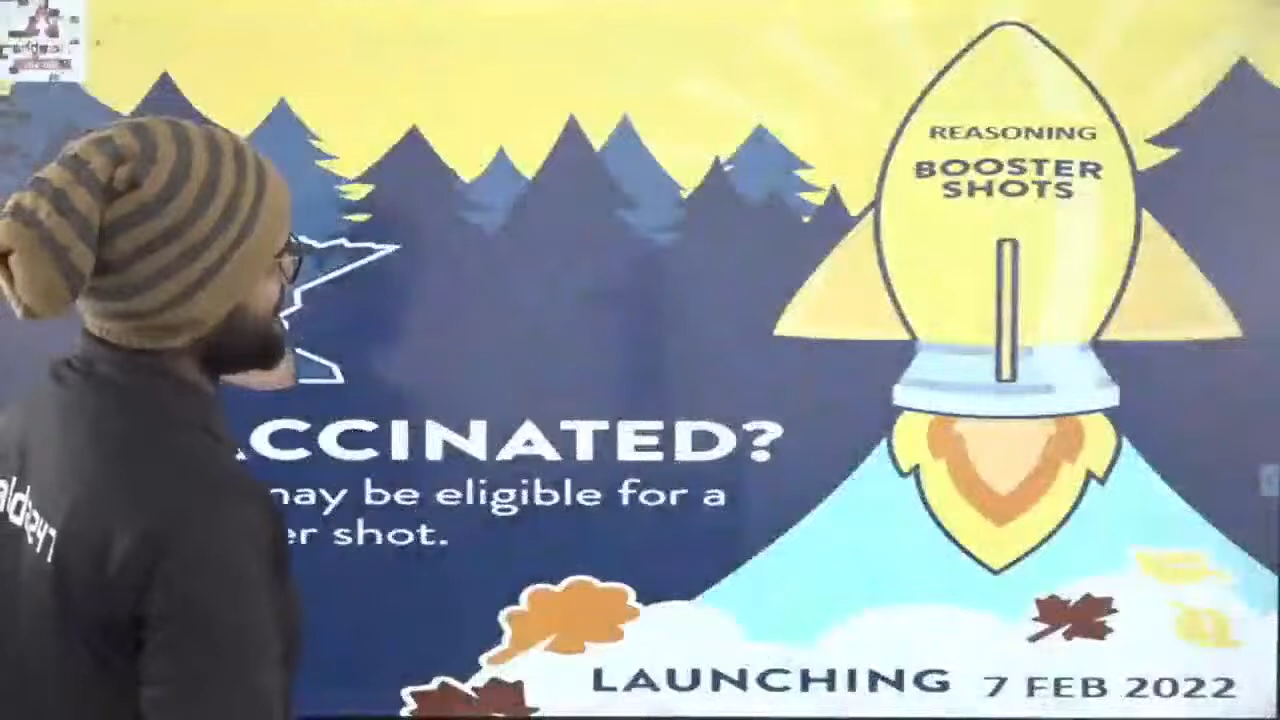 REASONING
BOOSTER
SHOTS
CCINATED?
may be eligible for a
er shot.
LAUNCHING 7 FEB 2022